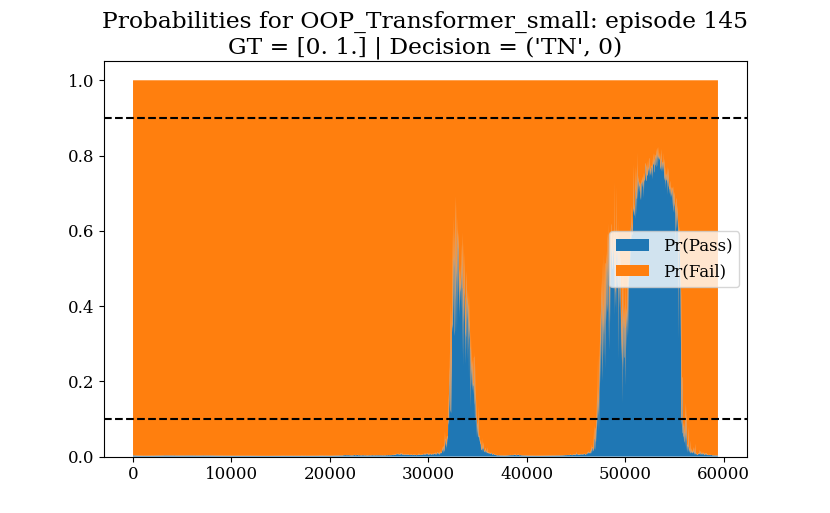 Probabilities for OOP_Transformer_small: episode 145
GT = [0. 1.] | Decision = ('TN', 0)
1.0
0.8
0.6
0.4
0.2
0.0
Pr(Pass)
Pr(Fail)
0 10000 20000 30000 40000 50000 60000